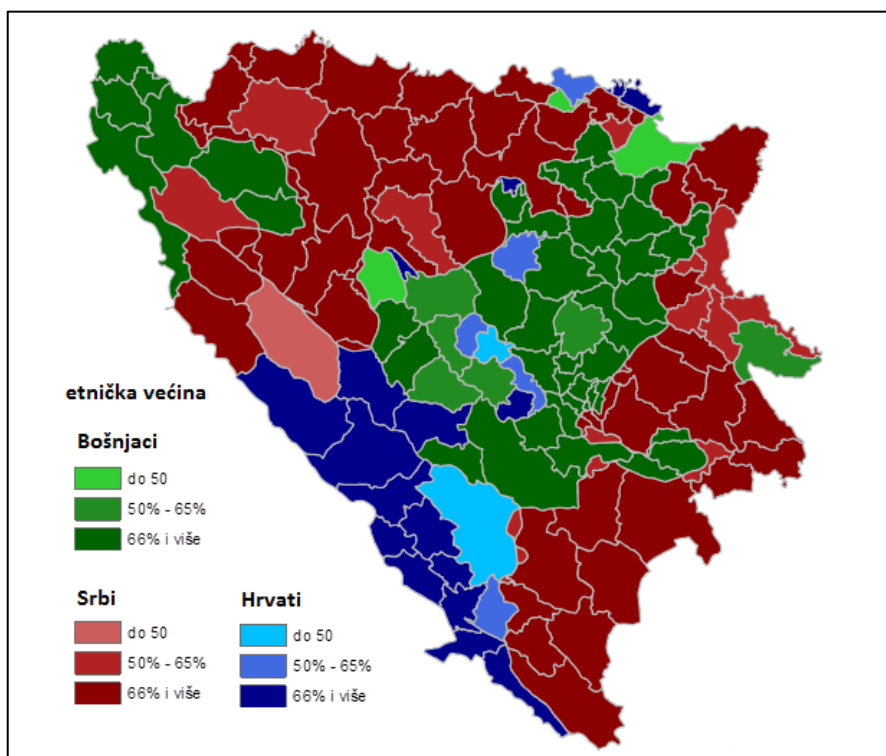 etnička većina
Bošnjaci
do 50
50% - 65%
66% i više
Srbi
do 50
50% - 65%
66% i više
Hrvati
do 50
50% - 65%
66% i više